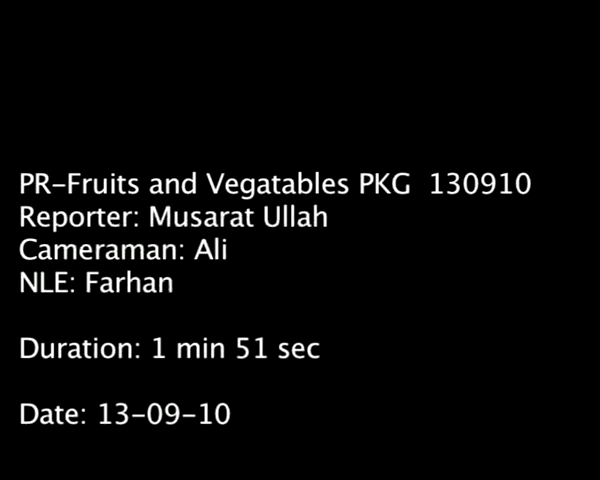 PR-Fruits and Vegatables PKG 130910
Reporter: Musarat Ullah
Cameraman: Ali
NLE: Farhan
Duration: 1 min 51 sec
Date: 13-09-10